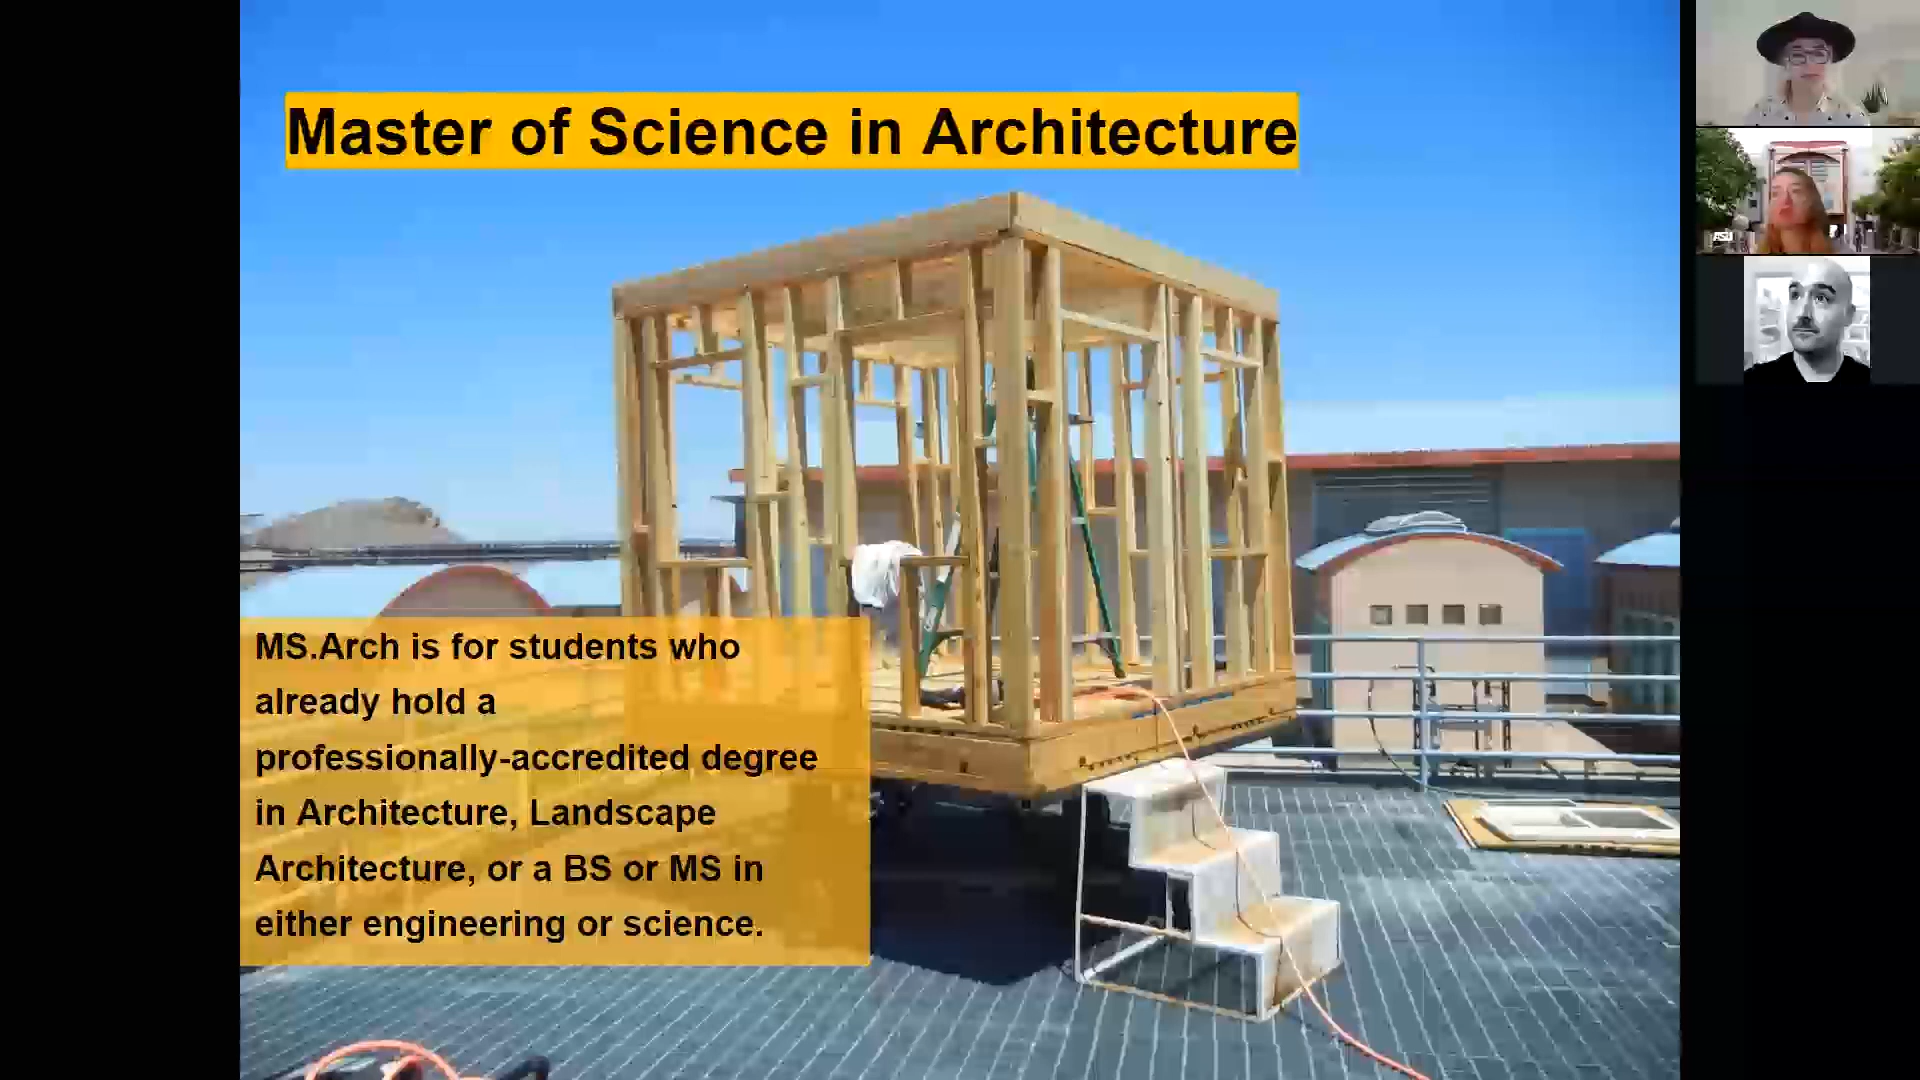 Master of Science in Architecture
MS.Arch is for students who
already hold a
professionally-accredited degree
in Architecture, Landscape
Architecture, or a BS or MS in
either engineering or science.
ASU